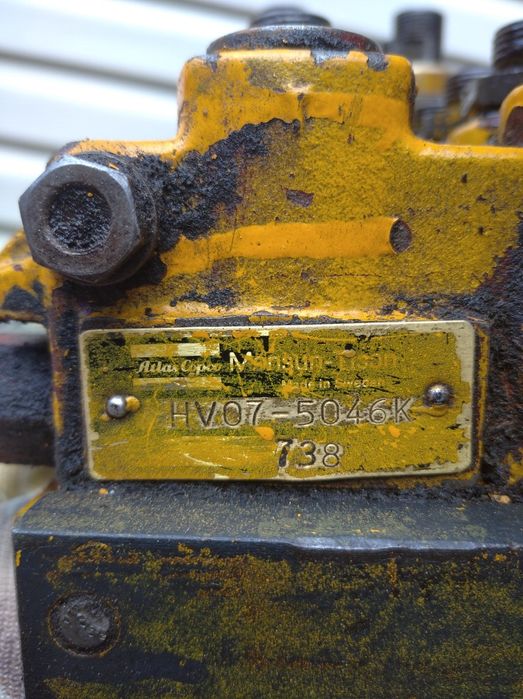 Atlas Copco Monsun-Tison
Made in Sweden
HV07-5046K
738